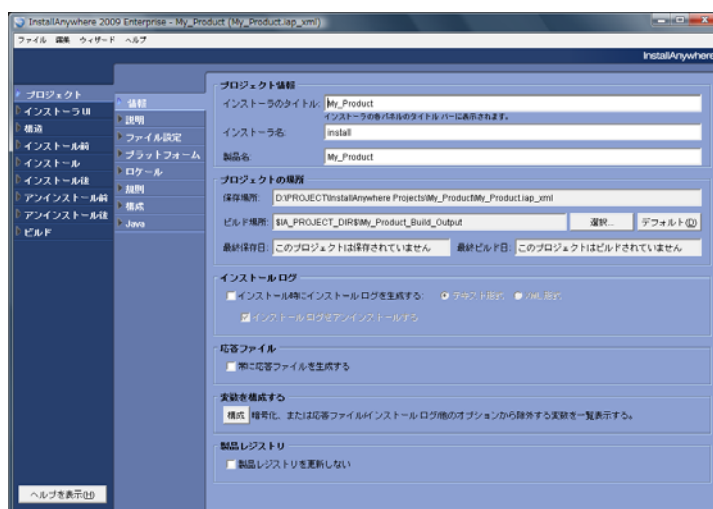 InstallAnywhere 2009 Enterprise - My_Product (My_Product.iap_xml)
ファイル 編集 ウィザード ヘルプ
InstallAnywhere
プロジェクト
インストーラ UI
構造
インストール前
インストール
インストール後
アンインストール前
アンインストール後
ビルド
ヘルプを表示(H)
情報
説明
ファイル設定
プラットフォーム
ロケール
規則
構成
Java
プロジェクト情報
インストーラのタイトル: My_Product
インストーラの各パネルのタイトル バーに表示されます。
インストーラ名: install
製品名: My_Product
プロジェクトの場所
保存場所: D:\PROJECT\InstallAnywhere Projects\My_Product\My_Product.iap_xml
ビルド場所: $IA_PROJECT_DIR$\My_Product_Build_Output 選択... デフォルト(D)
最終保存日: このプロジェクトは保存されていません 最終ビルド日: このプロジェクトはビルドされていません
インストール ログ
インストール時にインストール ログを生成する: テキスト形式 XML 形式
インストール ログをアンインストールする
応答ファイル
常に応答ファイルを生成する
変数を構成する
構成 暗号化、または応答ファイル/インストール ログ/他のオプションから除外する変数を一覧表示する。
製品レジストリ
製品レジストリを更新しない